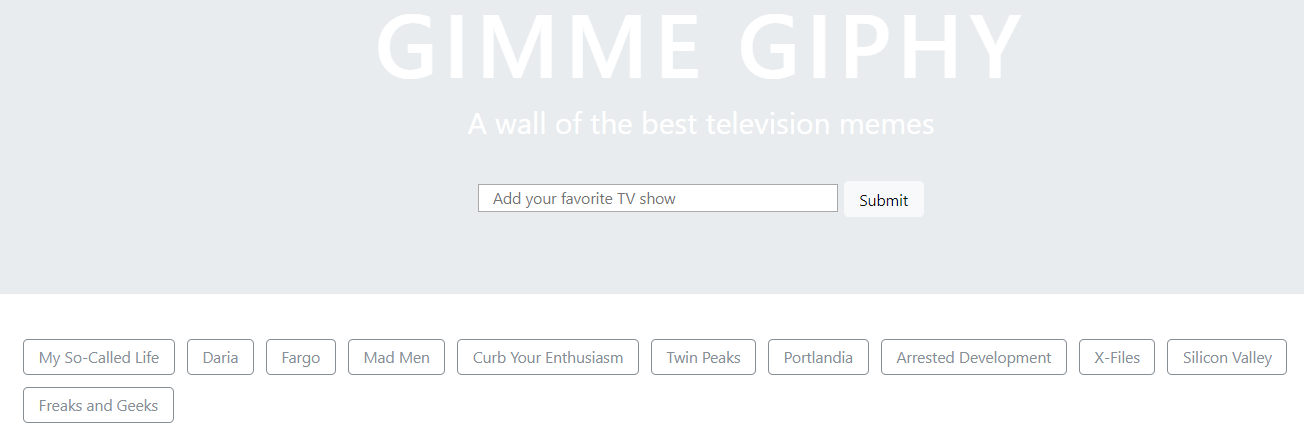 GIMME GIPHY
A wall of the best television memes
Add your favorite TV show Submit
My So-Called Life Daria Fargo Mad Men Curb Your Enthusiasm Twin Peaks Portlandia Arrested Development X-Files Silicon Valley
Freaks and Geeks